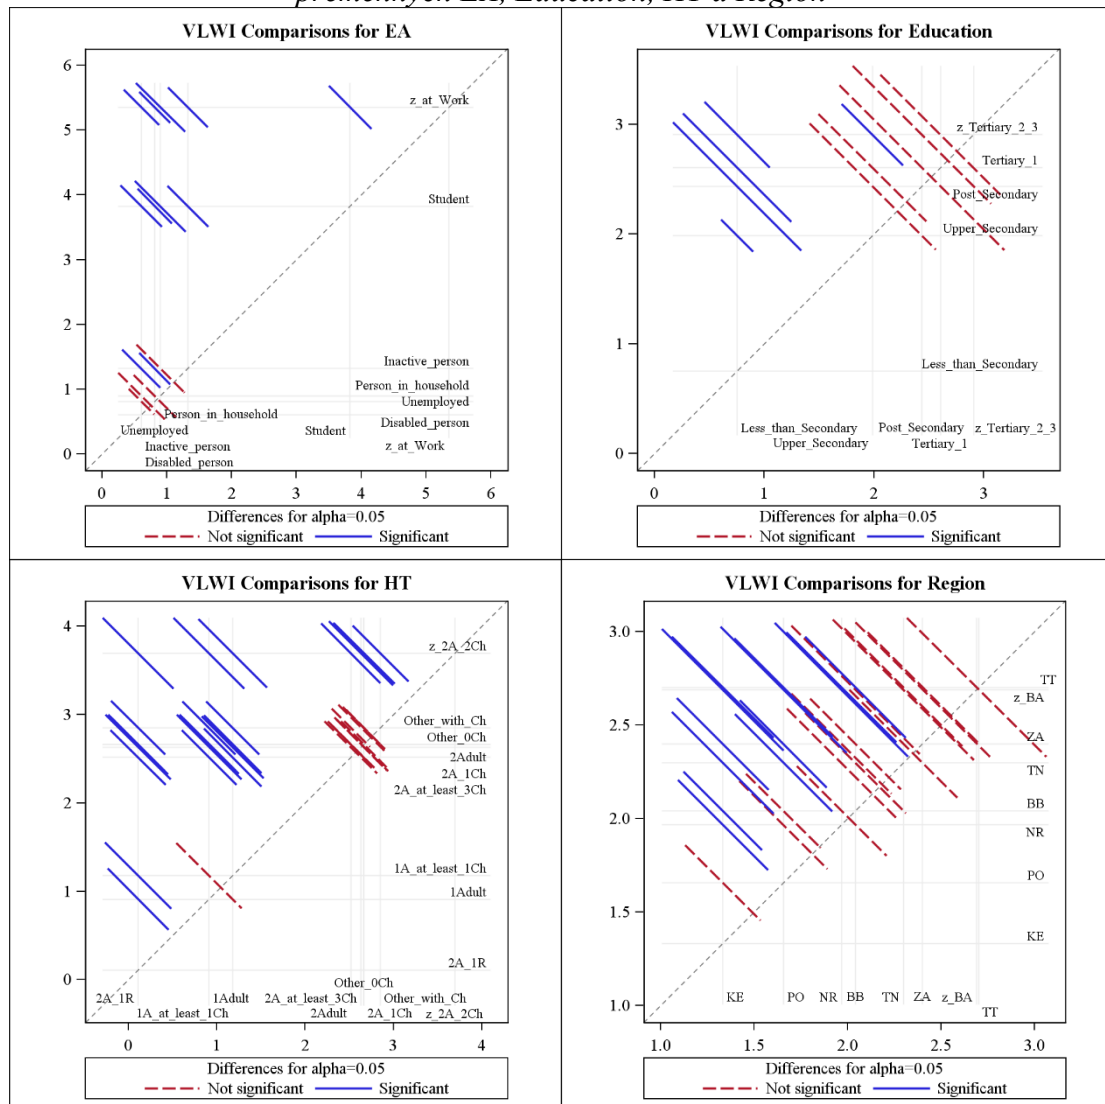 premenných EA, Education, HT a Region
VLWI Comparisons for EA
6
5
4
3
2
1
0
z_at_Work
Student
Inactive_person
Person_in_household
Unemployed
Disabled_person
Person_in_household
Unemployed
Student
Inactive_person
z_at_Work
Disabled_person
0 1 2 3 4 5 6
Differences for alpha=0.05
Not significant Significant
VLWI Comparisons for Education
3
2
1
0
z_Tertiary_2_3
Tertiary_1
Post_Secondary
Upper_Secondary
Less_than_Secondary
Less_than_Secondary Post_Secondary z_Tertiary_2_3
Upper_Secondary Tertiary_1
0 1 2 3
Differences for alpha=0.05
Not significant Significant
VLWI Comparisons for HT
4
3
2
1
0
z_2A_2Ch
Other_with_Ch
Other_0Ch
2Adult
2A_1Ch
2A_at_least_3Ch
1A_at_least_1Ch
1Adult
2A_1R
Other_0Ch
2A_1R 1Adult 2A_at_least_3Ch Other_with_Ch
1A_at_least_1Ch 2Adult 2A_1Ch z_2A_2Ch
0 1 2 3 4
Differences for alpha=0.05
Not significant Significant
VLWI Comparisons for Region
3.0
2.5
2.0
1.5
1.0
TT
z_BA
ZA
TN
BB
NR
PO
KE
KE PO NR BB TN ZA z_BA
TT
1.0 1.5 2.0 2.5 3.0
Differences for alpha=0.05
Not significant Significant